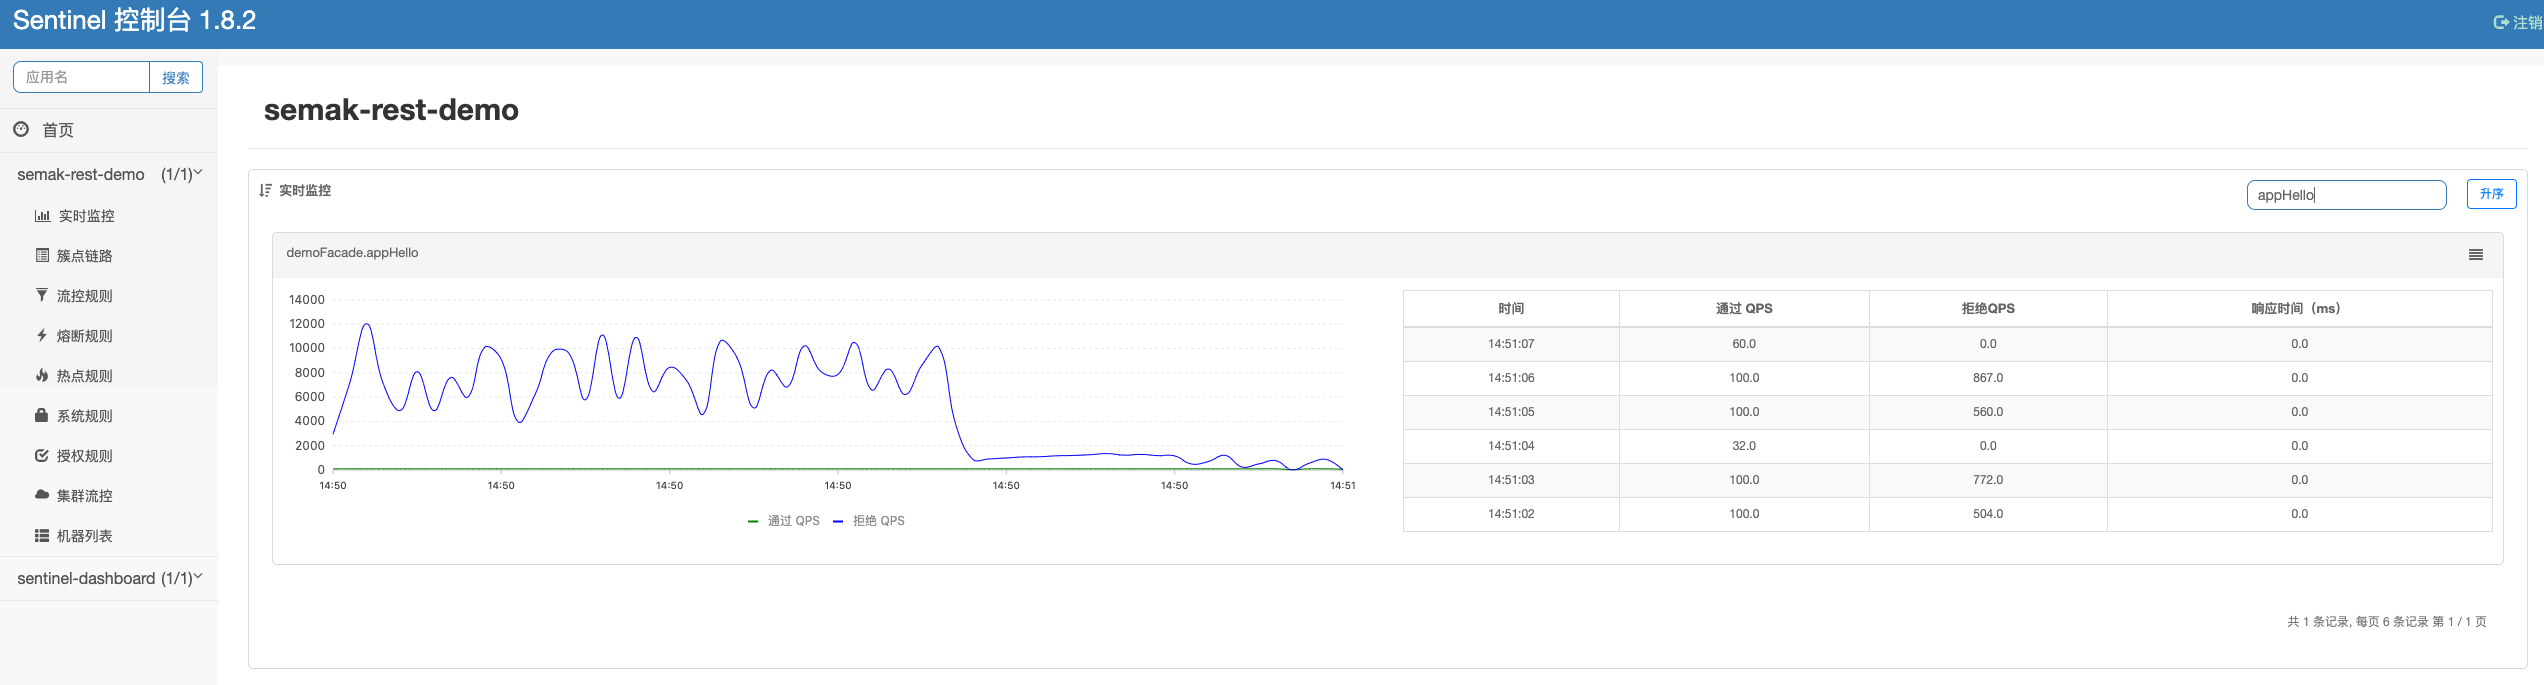 Sentinel 控制台 1.8.2
注销
应用名 搜索
首页
semak-rest-demo (1/1)
实时监控
簇点链路
流控规则
熔断规则
热点规则
系统规则
授权规则
集群流控
机器列表
sentinel-dashboard (1/1)
semak-rest-demo
实时监控
appHello 升序
demoFacade.appHello
14000
12000
10000
8000
6000
4000
2000
0
14:50 14:50 14:50 14:50 14:50 14:50 14:51
通过 QPS 拒绝 QPS
时间 通过 QPS 拒绝QPS 响应时间（ms）
14:51:07 60.0 0.0 0.0
14:51:06 100.0 867.0 0.0
14:51:05 100.0 560.0 0.0
14:51:04 32.0 0.0 0.0
14:51:03 100.0 772.0 0.0
14:51:02 100.0 504.0 0.0
共 1 条记录, 每页 6 条记录 第 1 / 1 页